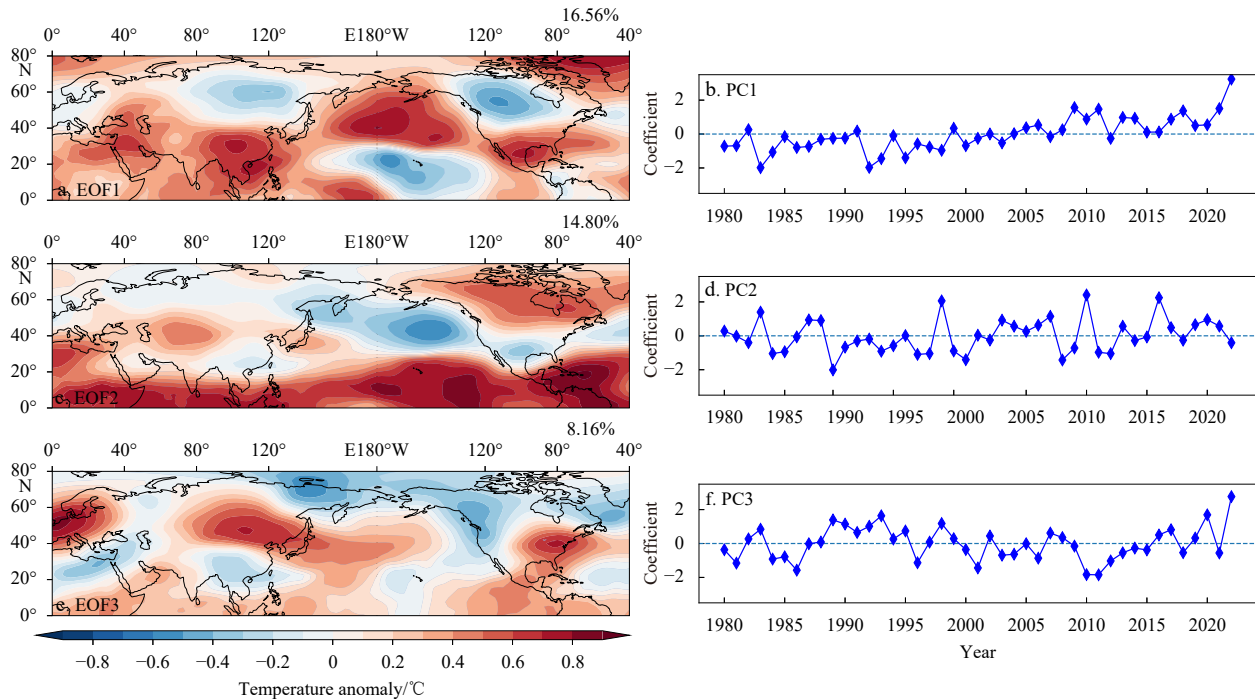 16.56%
0° 40° 80° 120° E180°W 120° 80° 40°
80°
N
60°
40°
20°
0°
a. EOF1
14.80%
0° 40° 80° 120° E180°W 120° 80° 40°
80°
N
60°
40°
20°
0°
c. EOF2
8.16%
0° 40° 80° 120° E180°W 120° 80° 40°
80°
N
60°
40°
20°
0°
e. EOF3
−0.8 −0.6 −0.4 −0.2 0 0.2 0.4 0.6 0.8
Temperature anomaly/℃
b. PC1
Coefficient
2
0
−2
1980 1985 1990 1995 2000 2005 2010 2015 2020
d. PC2
Coefficient
2
0
−2
1980 1985 1990 1995 2000 2005 2010 2015 2020
f. PC3
Coefficient
2
0
−2
1980 1985 1990 1995 2000 2005 2010 2015 2020
Year